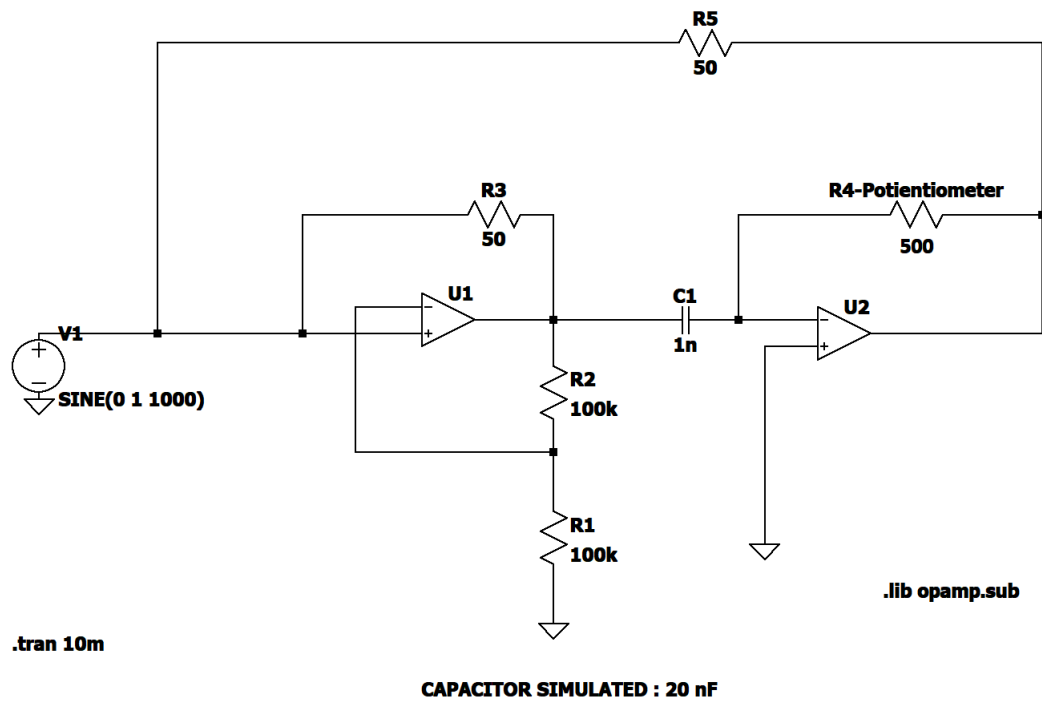 R5
50
R3
50
R4-Potientiometer
500
U1
C1
1n
U2
V1
SINE(0 1 1000)
R2
100k
R1
100k
.lib opamp.sub
.tran 10m
CAPACITOR SIMULATED : 20 nF